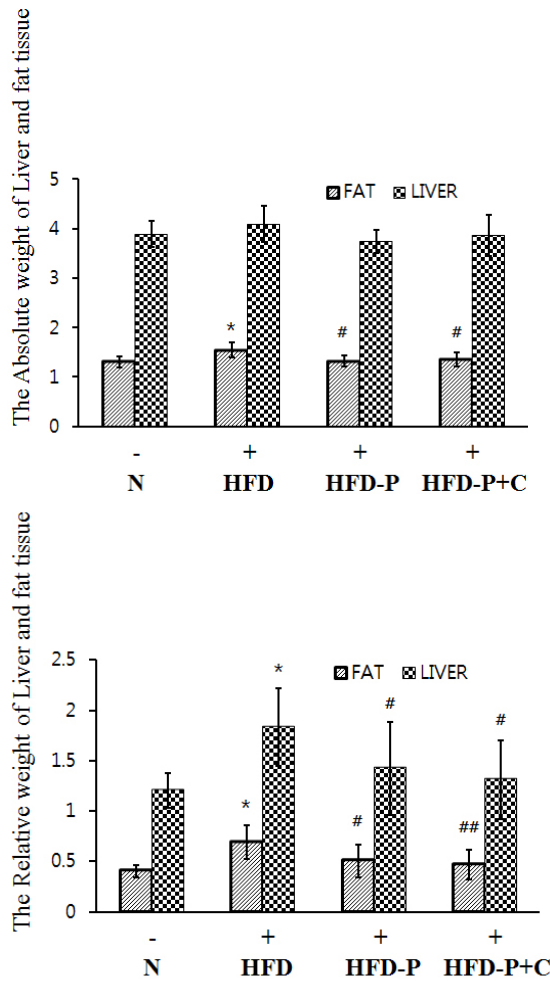 The Absolute weight of Liver and fat tissue
FAT LIVER
5
4
3
2
1
0
* # #
- + + +
N HFD HFD-P HFD-P+C
The Relative weight of Liver and fat tissue
FAT LIVER
2.5
2
1.5
1
0.5
0
* # #
* # ##
- + + +
N HFD HFD-P HFD-P+C